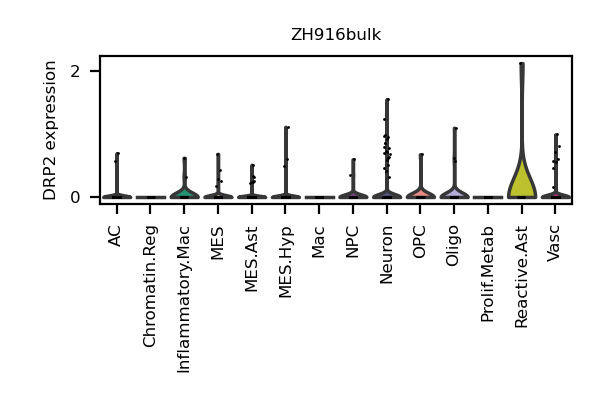 ZH916bulk
DRP2 expression
2
0
AC
Chromatin.Reg
Inflammatory.Mac
MES
MES.Ast
MES.Hyp
Mac
NPC
Neuron
OPC
Oligo
Prolif.Metab
Reactive.Ast
Vasc